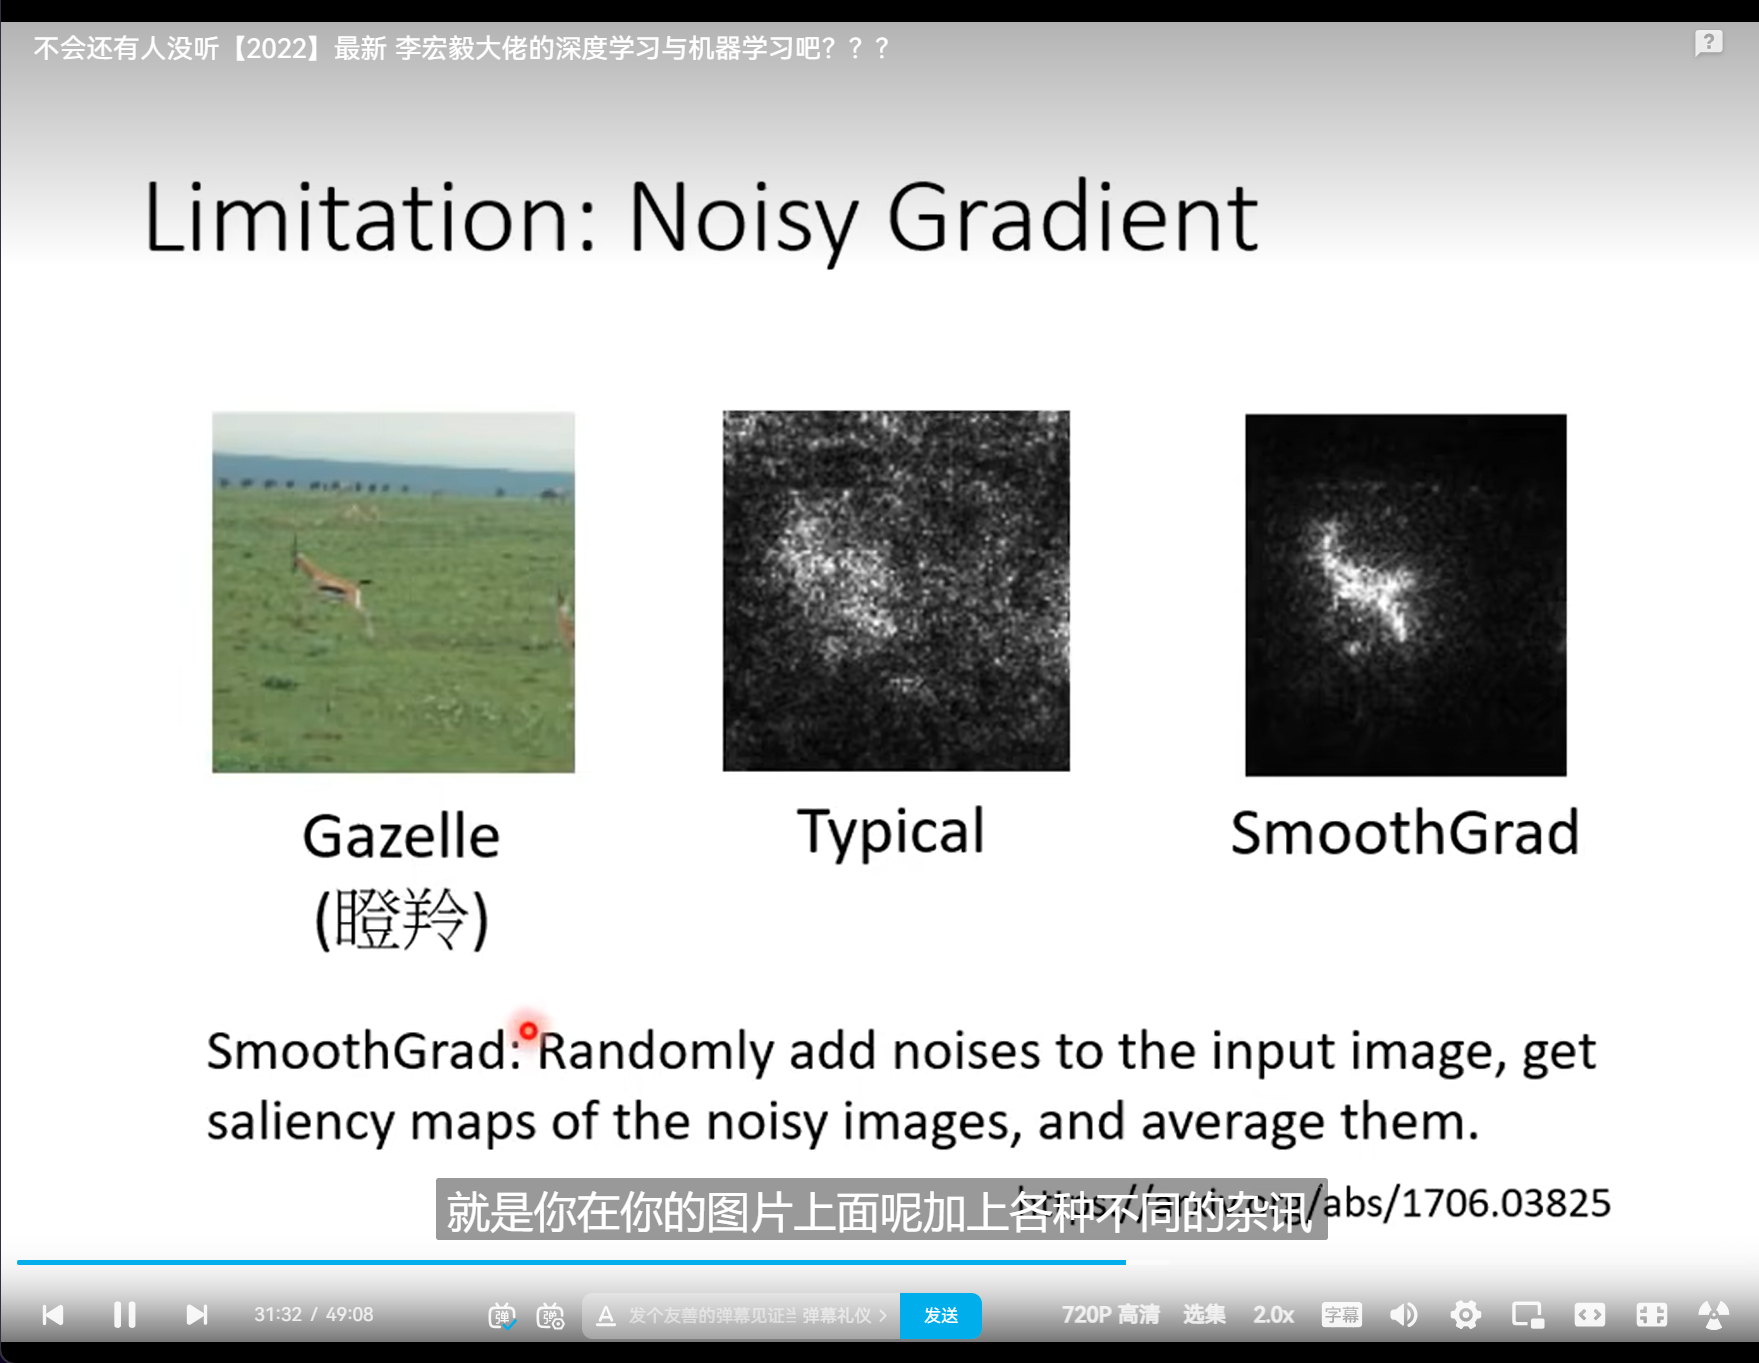 不会还有人没听【2022】最新 李宏毅大佬的深度学习与机器学习吧？？？
Limitation: Noisy Gradient
Gazelle
(瞪羚)
Typical
SmoothGrad
SmoothGrad: Randomly add noises to the input image, get
saliency maps of the noisy images, and average them.
https://arxiv.org/abs/1706.03825
就是你在你的图片上面呢加上各种不同的杂讯
31:32 / 49:08
弹
弹
A
发个友善的弹幕见证当
弹幕礼仪 >
发送
720P 高清
选集
2.0x
字幕